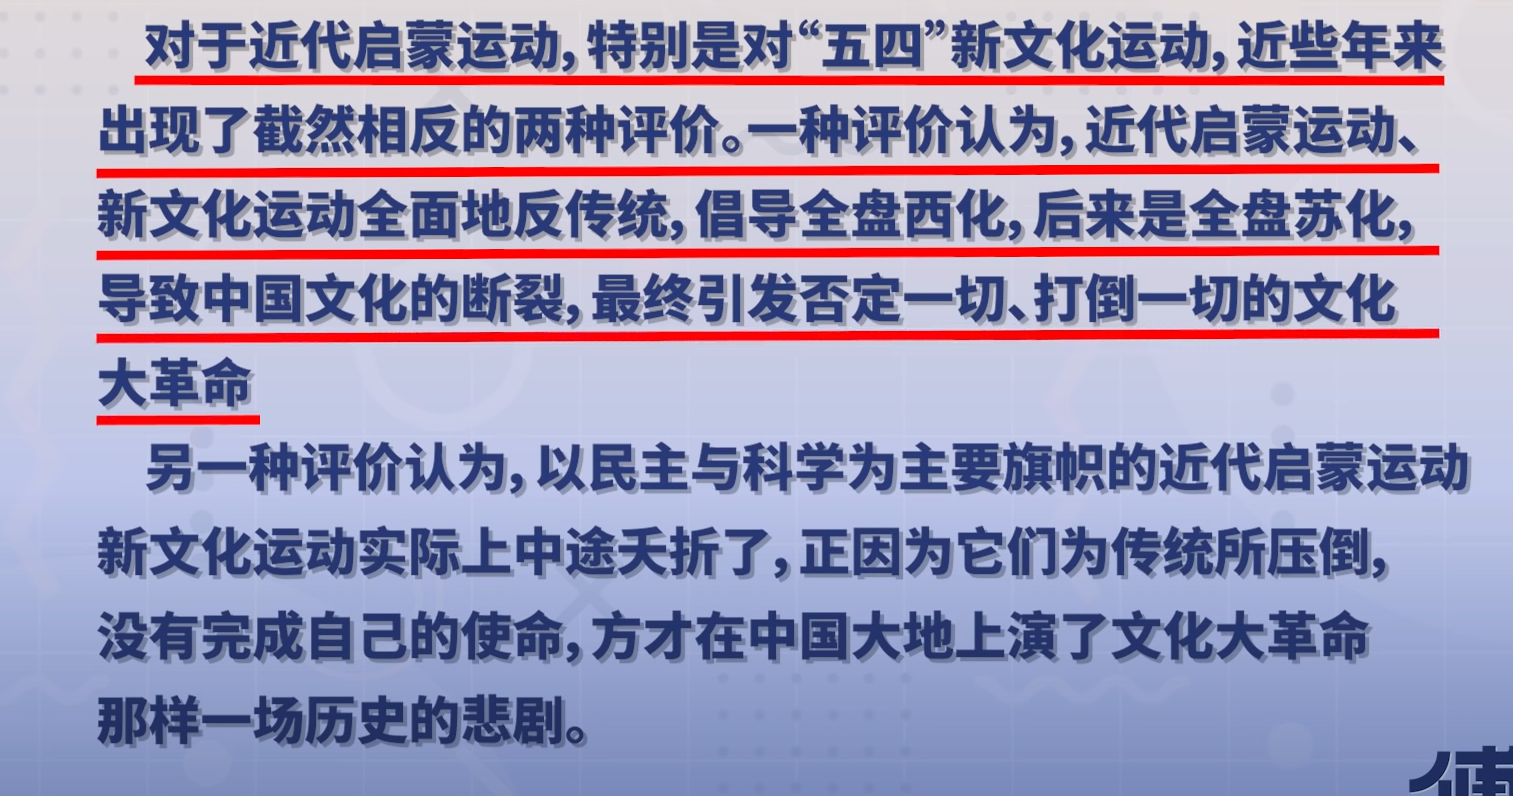 对于近代启蒙运动,特别是对“五四”新文化运动,近些年来
出现了截然相反的两种评价。一种评价认为,近代启蒙运动、
新文化运动全面地反传统,倡导全盘西化,后来是全盘苏化,
导致中国文化的断裂,最终引发否定一切、打倒一切的文化
大革命
另一种评价认为,以民主与科学为主要旗帜的近代启蒙运动
新文化运动实际上中途夭折了,正因为它们为传统所压倒,
没有完成自己的使命,方才在中国大地上演了文化大革命
那样一场历史的悲剧。